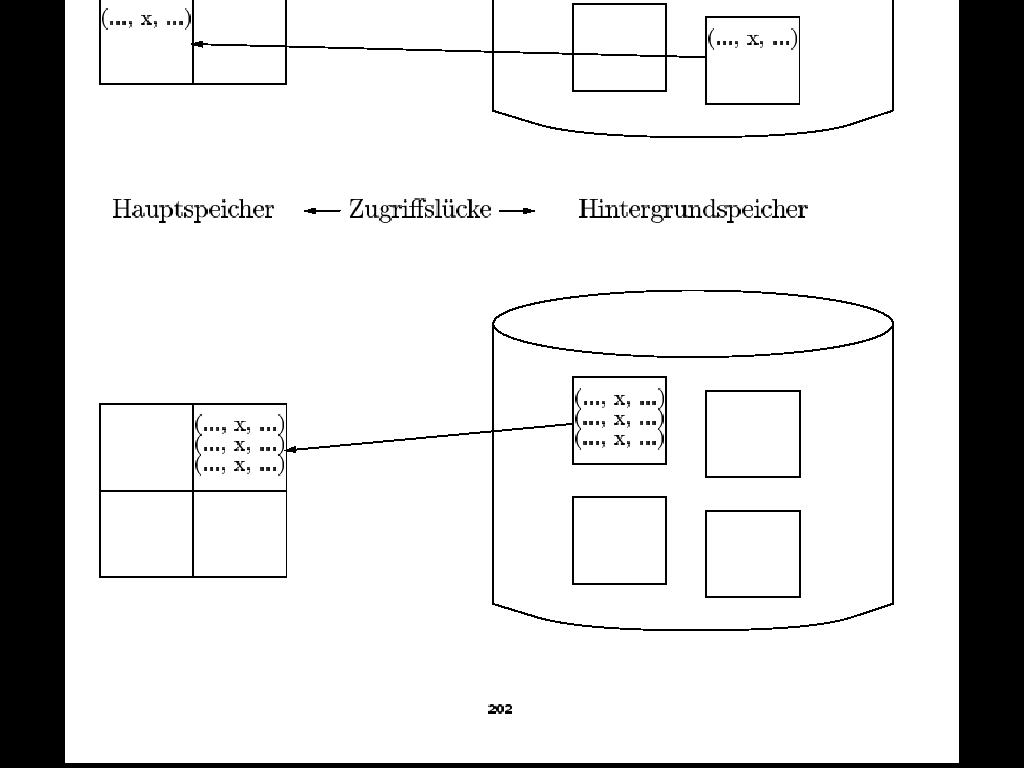 (..., x, ...)
(..., x, ...)
Hauptspeicher ← Zugriffslücke → Hintergrundspeicher
(..., x, ...)
(..., x, ...)
(..., x, ...)
(..., x, ...)
(..., x, ...)
(..., x, ...)
202